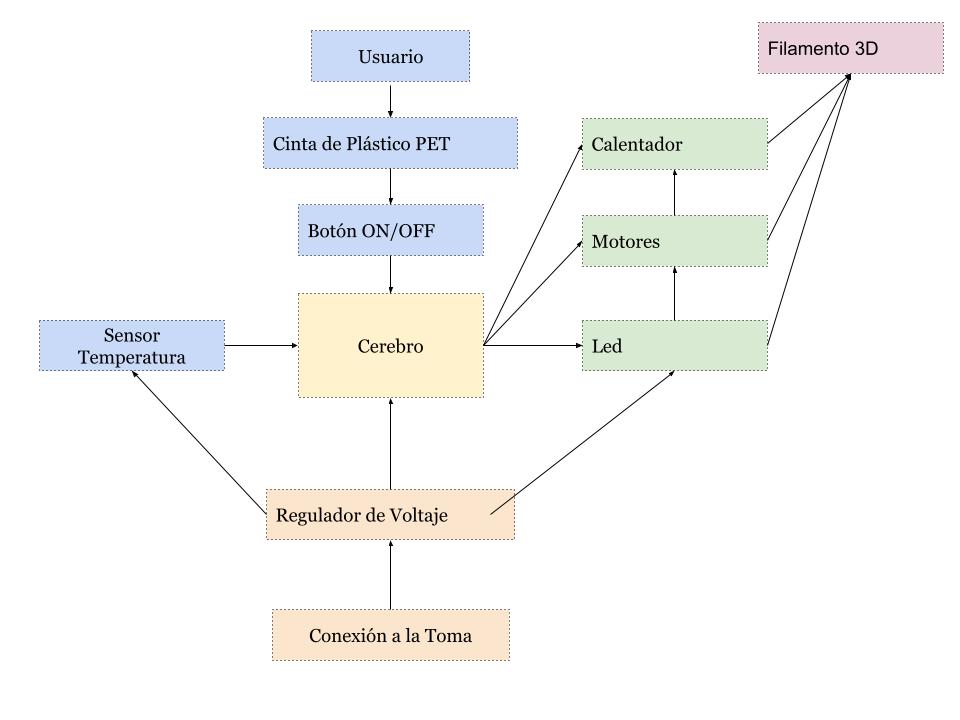 Usuario
Filamento 3D
Cinta de Plástico PET
Calentador
Botón ON/OFF
Motores
Sensor
Temperatura
Cerebro
Led
Regulador de Voltaje
Conexión a la Toma